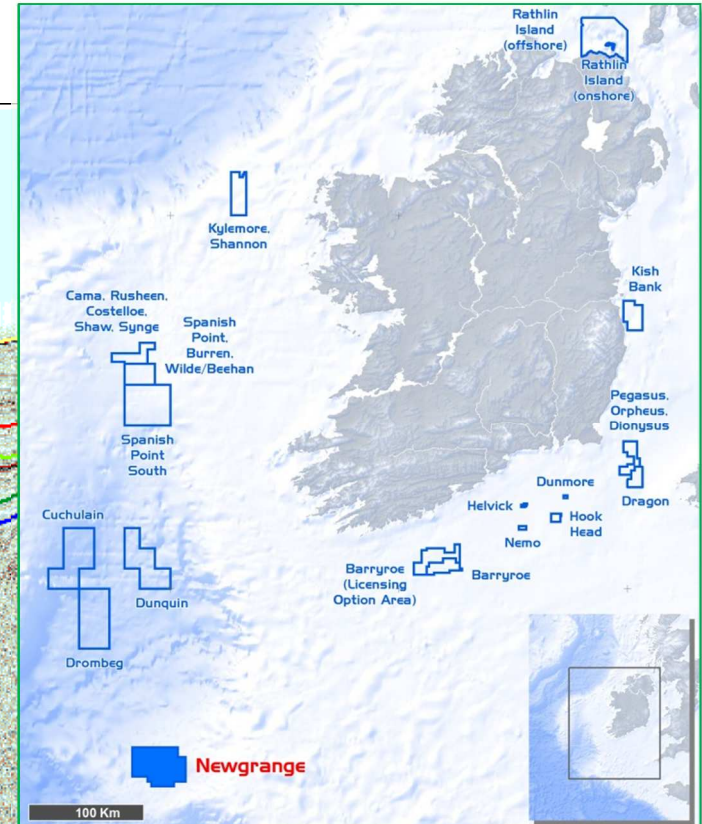 Rathlin
Island
(offshore)
Rathlin
Island
(onshore)
Kylemore,
Shannon
Kish
Bank
Cama, Rusheen,
Costelloe,
Shaw, Synge
Spanish
Point,
Burren,
Wilde/Beehan
Spanish
Point
South
Pegasus,
Orpheus,
Dionysus
Dragon
Dunmore
Helvick
Hook
Head
Nemo
Cuchulain
Barryroe
(Licensing
Option Area)
Barryroe
Dunquin
Drombeg
Newgrange
100 Km